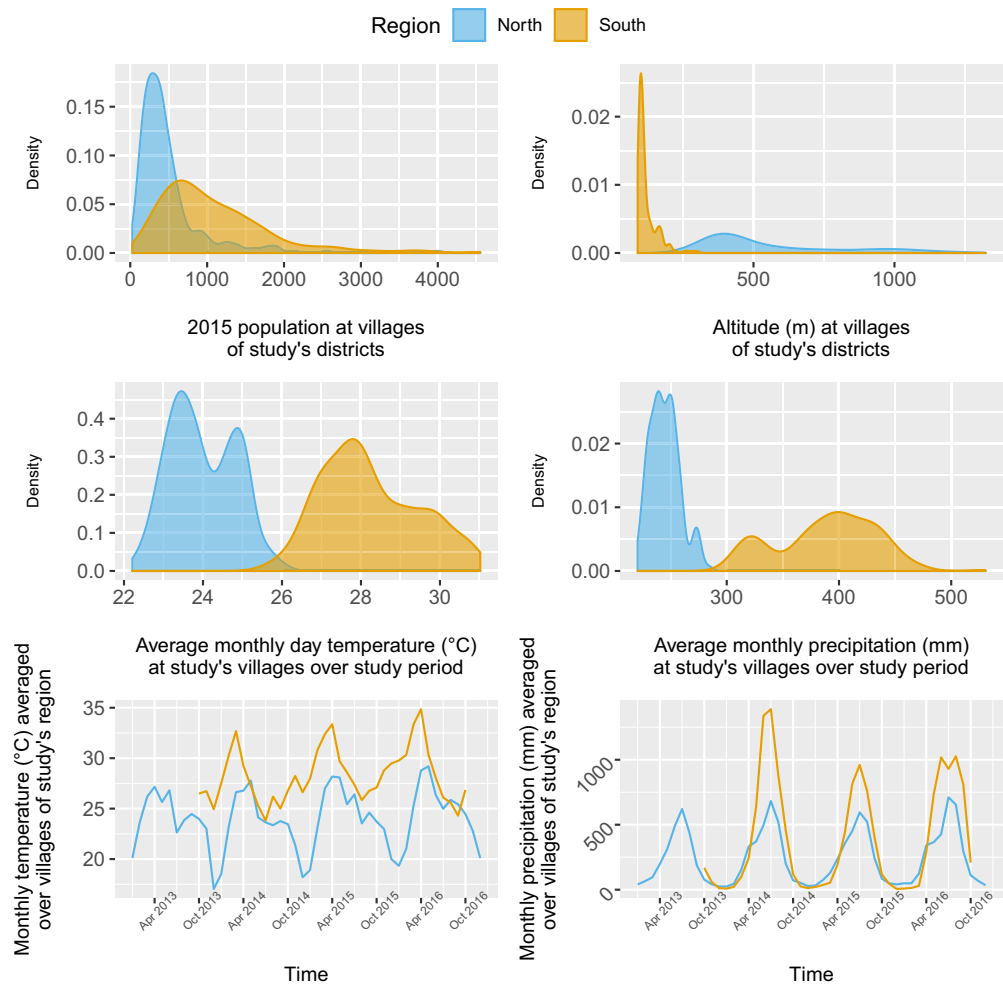 Region North South
Density
0.15
0.10
0.05
0.00
0 1000 2000 3000 4000
2015 population at villages
of study's districts
Density
0.02
0.01
0.00
500 1000
Altitude (m) at villages
of study's districts
Density
0.4
0.3
0.2
0.1
0.0
22 24 26 28 30
Average monthly day temperature (°C)
at study's villages over study period
Density
0.02
0.01
0.00
300 400 500
Average monthly precipitation (mm)
at study's villages over study period
Monthly temperature (°C) averaged
over villages of study's region
35
30
25
20
Apr 2013 Oct 2013 Apr 2014 Oct 2014 Apr 2015 Oct 2015 Apr 2016 Oct 2016
Time
Monthly precipitation (mm) averaged
over villages of study's region
1000
500
0
Apr 2013 Oct 2013 Apr 2014 Oct 2014 Apr 2015 Oct 2015 Apr 2016 Oct 2016
Time